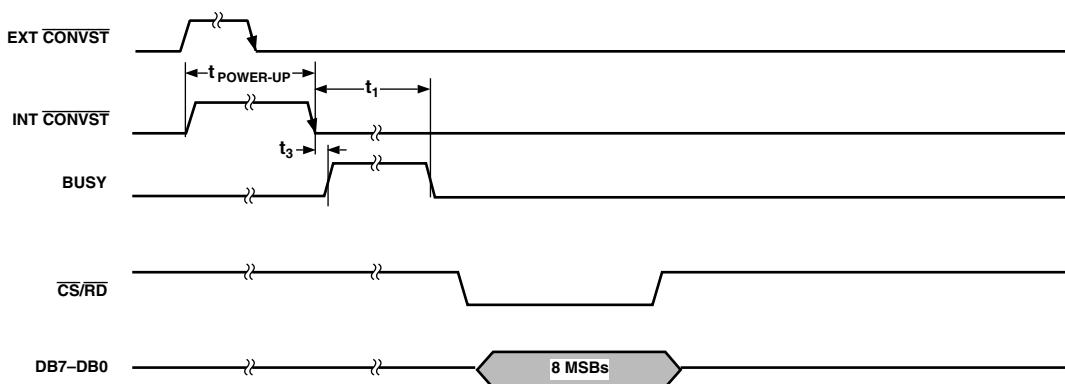 EXT CONVST
t POWER-UP
t1
INT CONVST
t3
BUSY
CS/RD
DB7–DB0
8 MSBs